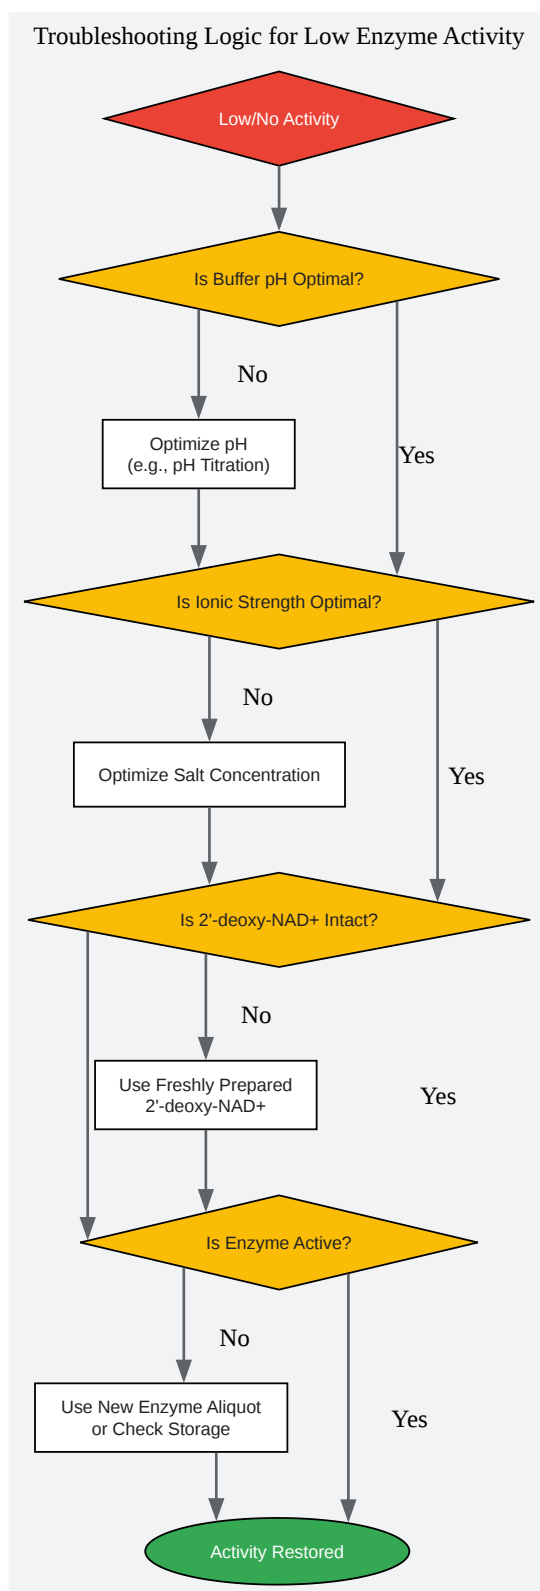 Troubleshooting Logic for Low Enzyme Activity
Low/No Activity
Is Buffer pH Optimal?
No
Optimize pH
(e.g., pH Titration)
Yes
Is Ionic Strength Optimal?
No
Optimize Salt Concentration
Yes
Is 2'-deoxy-NAD+ Intact?
No
Use Freshly Prepared
2'-deoxy-NAD+
Yes
Is Enzyme Active?
No
Use New Enzyme Aliquot
or Check Storage
Yes
Activity Restored